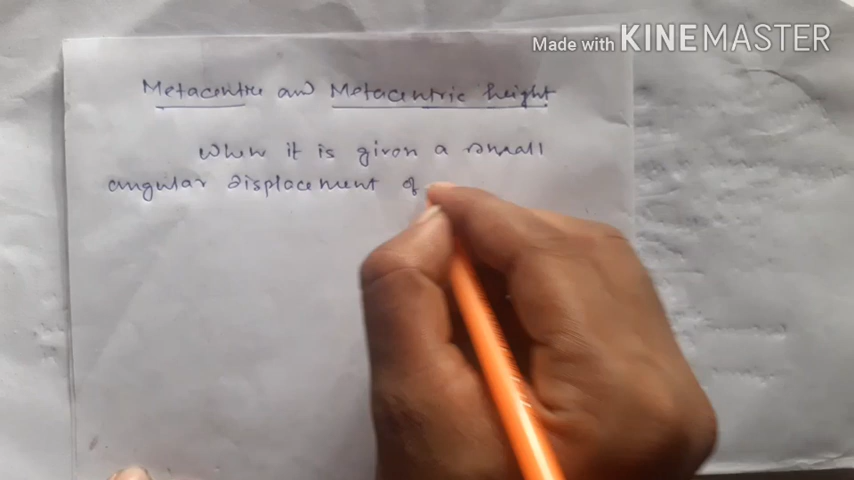 Made with KINEMASTER
Metacentre and Metacentric height
When it is given a small
angular displacement of